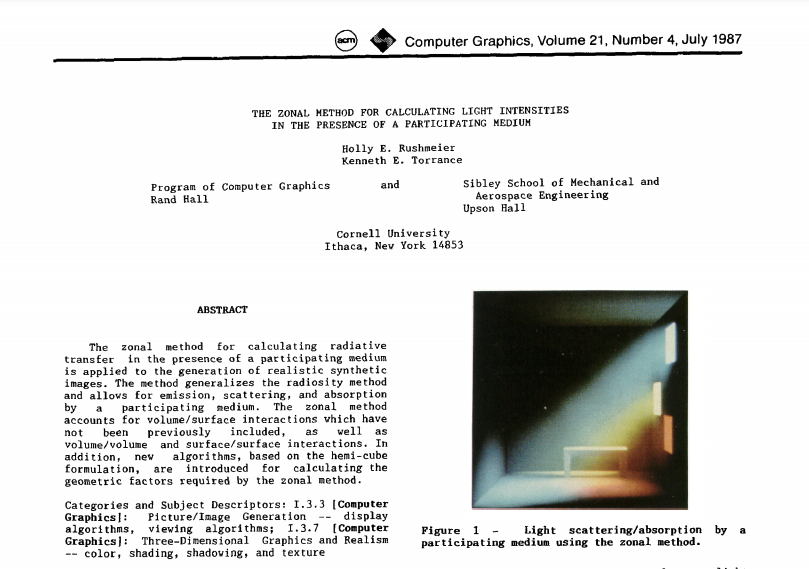 acm Computer Graphics, Volume 21, Number 4, July 1987
THE ZONAL METHOD FOR CALCULATING LIGHT INTENSITIES
IN THE PRESENCE OF A PARTICIPATING MEDIUM
Holly E. Rushmeier
Kenneth E. Torrance
Program of Computer Graphics
Rand Hall
and
Sibley School of Mechanical and
Aerospace Engineering
Upson Hall
Cornell University
Ithaca, New York 14853
ABSTRACT
The zonal method for calculating radiative
transfer in the presence of a participating medium
is applied to the generation of realistic synthetic
images. The method generalizes the radiosity method
and allows for emission, scattering, and absorption
by a participating medium. The zonal method
accounts for volume/surface interactions which have
not been previously included, as well as
volume/volume and surface/surface interactions. In
addition, new algorithms, based on the hemi-cube
formulation, are introduced for calculating the
geometric factors required by the zonal method.
Categories and Subject Descriptors: I.3.3 [Computer
Graphics]: Picture/Image Generation -- display
algorithms, viewing algorithms; I.3.7 [Computer
Graphics]: Three-Dimensional Graphics and Realism
-- color, shading, shadowing, and texture
Figure 1 - Light scattering/absorption by a
participating medium using the zonal method.